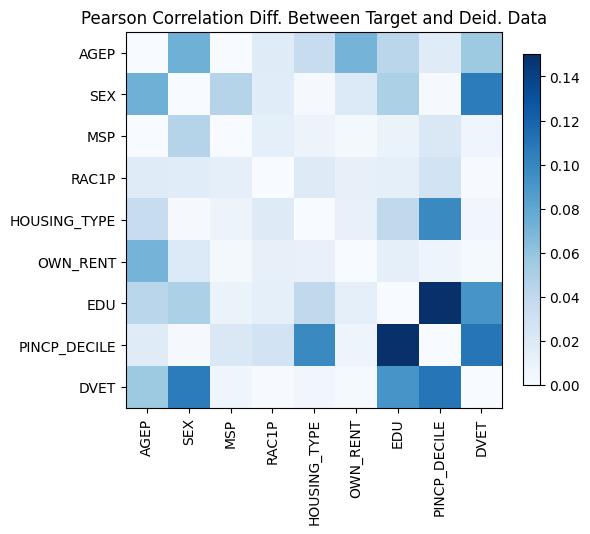 Pearson Correlation Diff. Between Target and Deid. Data
AGEP
SEX
MSP
RAC1P
HOUSING_TYPE
OWN_RENT
EDU
PINCP_DECILE
DVET
AGEP
SEX
MSP
RAC1P
HOUSING_TYPE
OWN_RENT
EDU
PINCP_DECILE
DVET
0.14
0.12
0.10
0.08
0.06
0.04
0.02
0.00